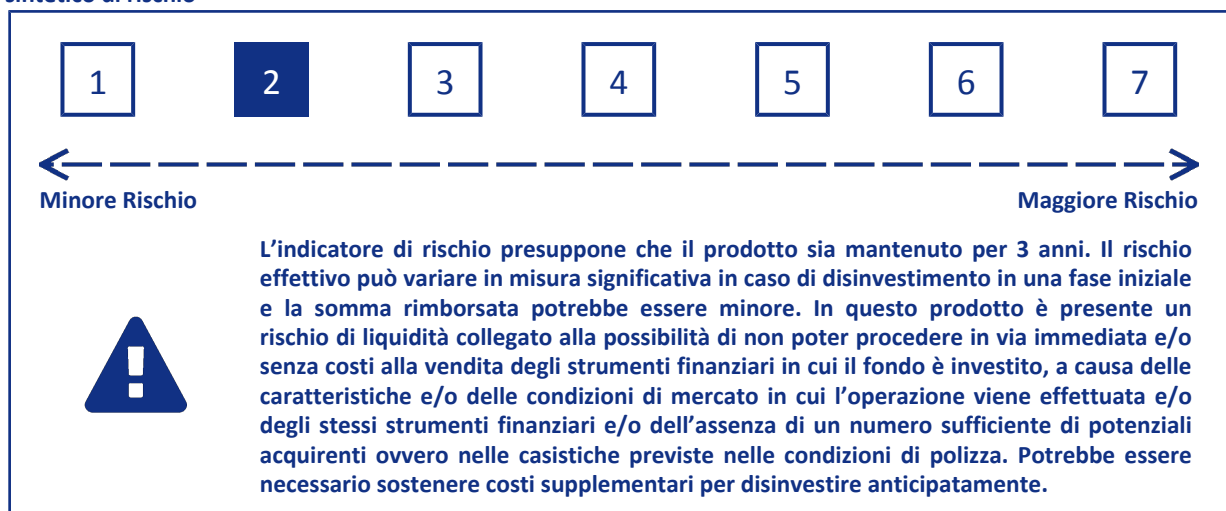 sintetico di rischio
1 2 3 4 5 6 7
Minore Rischio Maggiore Rischio
L’indicatore di rischio presuppone che il prodotto sia mantenuto per 3 anni. Il rischio
effettivo può variare in misura significativa in caso di disinvestimento in una fase iniziale
e la somma rimborsata potrebbe essere minore. In questo prodotto è presente un
rischio di liquidità collegato alla possibilità di non poter procedere in via immediata e/o
senza costi alla vendita degli strumenti finanziari in cui il fondo è investito, a causa delle
caratteristiche e/o delle condizioni di mercato in cui l’operazione viene effettuata e/o
degli stessi strumenti finanziari e/o dell’assenza di un numero sufficiente di potenziali
acquirenti ovvero nelle casistiche previste nelle condizioni di polizza. Potrebbe essere
necessario sostenere costi supplementari per disinvestire anticipatamente.